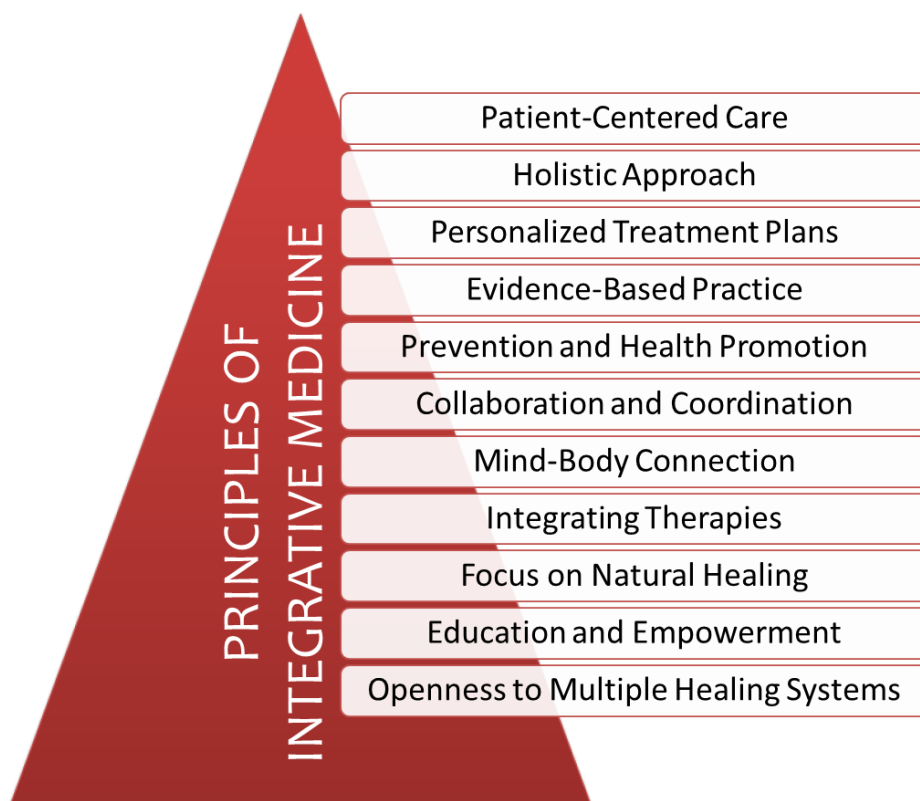 PRINCIPLES OF
INTEGRATIVE MEDICINE
Patient-Centered Care
Holistic Approach
Personalized Treatment Plans
Evidence-Based Practice
Prevention and Health Promotion
Collaboration and Coordination
Mind-Body Connection
Integrating Therapies
Focus on Natural Healing
Education and Empowerment
Openness to Multiple Healing Systems